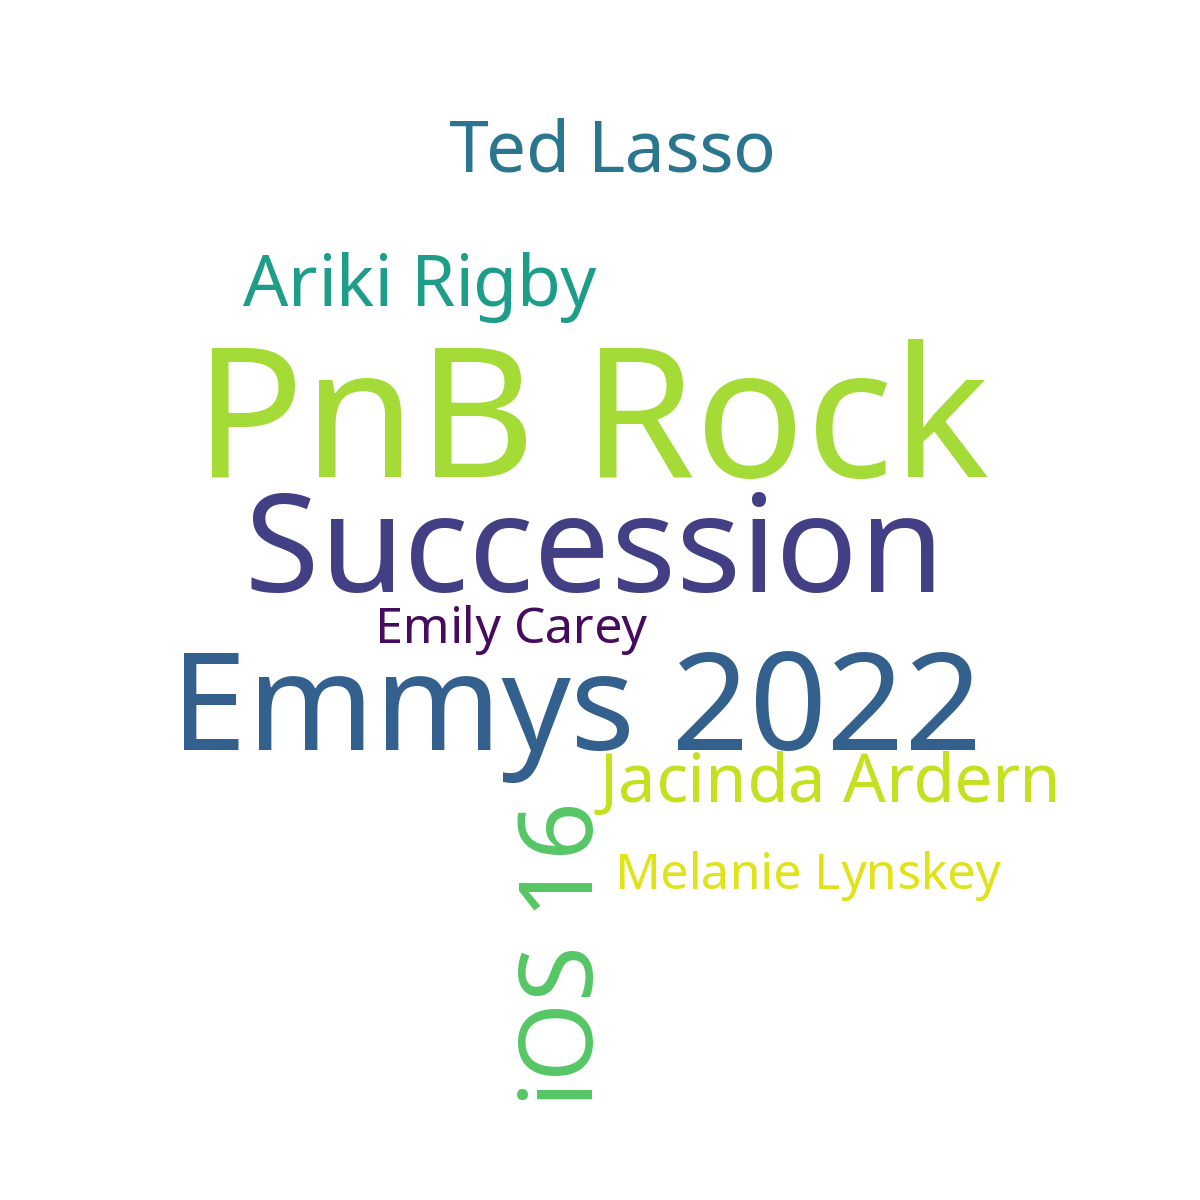 Ted Lasso
Ariki Rigby
PnB Rock
Succession
Emily Carey
Emmys 2022
Jacinda Ardern
Melanie Lynskey
iOS 16